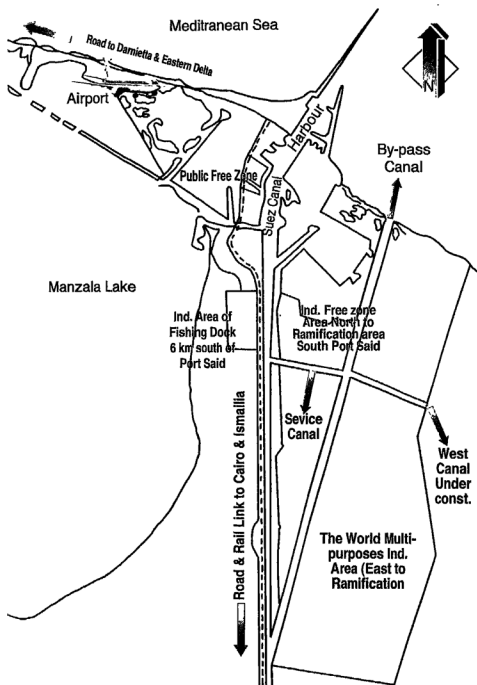 Meditranean Sea
Road to Damietta & Eastern Delta
N
Airport
Harbour
By-pass
Canal
Public Free Zone
Suez Canal
Manzala Lake
Ind. Area of
Fishing Dock
6 km south of
Port Said
Ind. Free zone
Area North to
Ramification area
South Port Said
Sevice
Canal
West
Canal
Under
const.
Road & Rail Link to Cairo & Ismailia
The World Multi-
purposes Ind.
Area (East to
Ramification